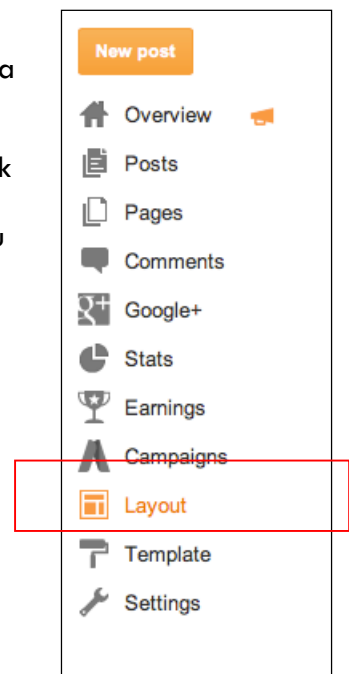 New post
a
Overview
k
Posts
Pages
u
Comments
Google+
Stats
Earnings
Campaigns
Layout
Template
Settings